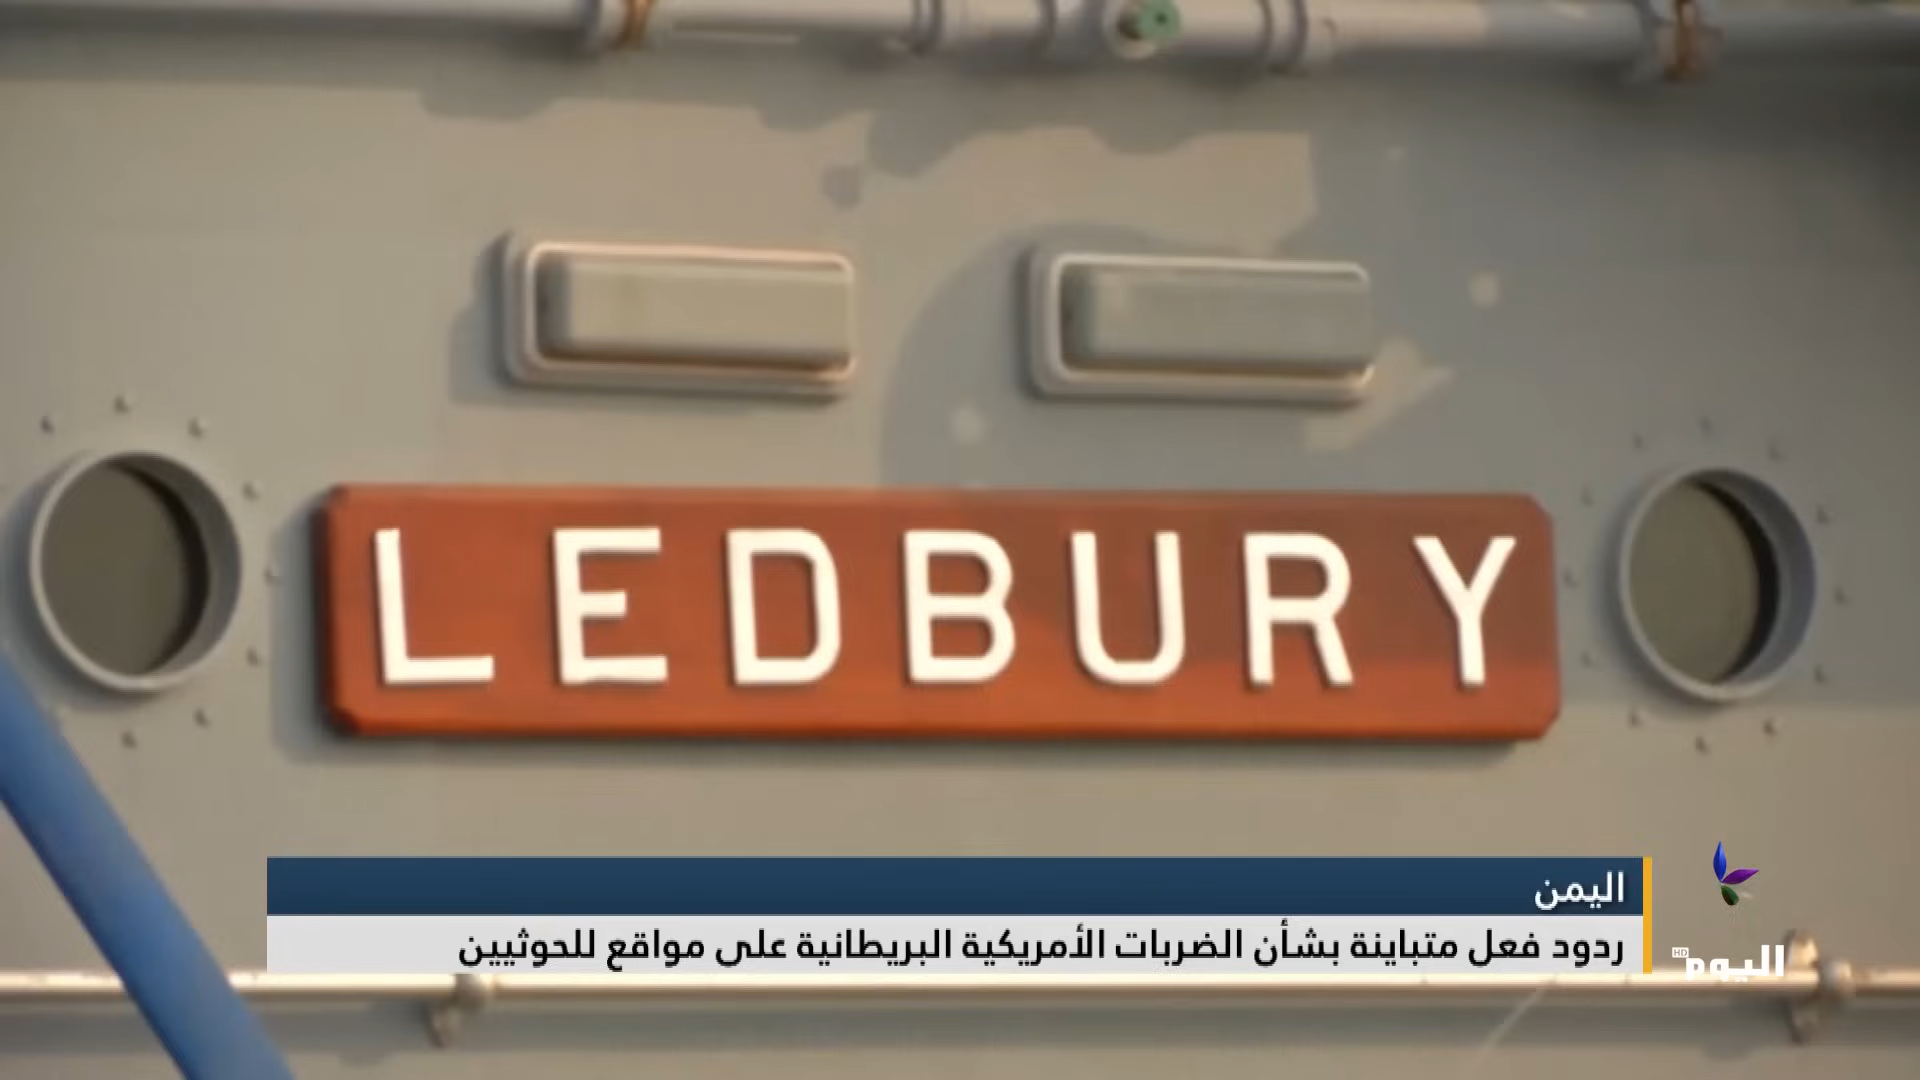 LEDBURY
اليمن
ردود فعل متباينة بشأن الضربات الأمريكية البريطانية على مواقع للحوثيين
اليوم HD